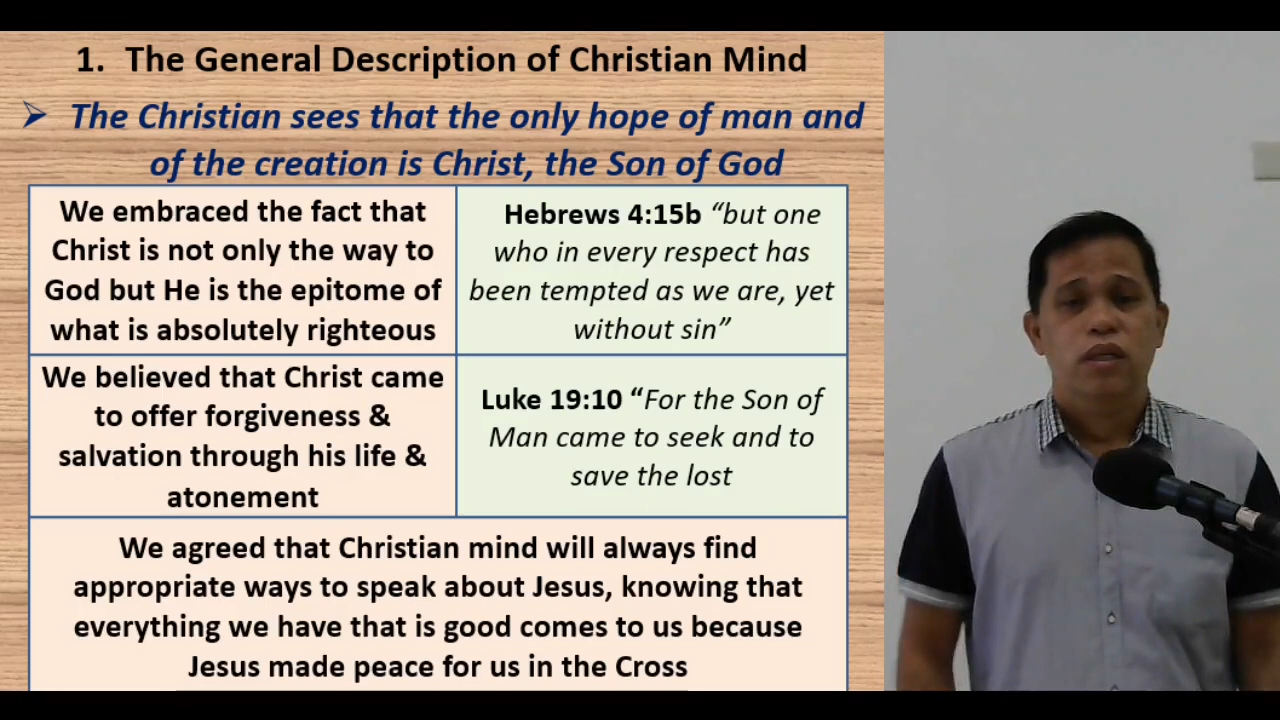 1. The General Description of Christian Mind
➢ The Christian sees that the only hope of man and
of the creation is Christ, the Son of God
We embraced the fact that
Christ is not only the way to
God but He is the epitome of
what is absolutely righteous
Hebrews 4:15b “but one
who in every respect has
been tempted as we are, yet
without sin”
We believed that Christ came
to offer forgiveness &
salvation through his life &
atonement
Luke 19:10 “For the Son of
Man came to seek and to
save the lost
We agreed that Christian mind will always find
appropriate ways to speak about Jesus, knowing that
everything we have that is good comes to us because
Jesus made peace for us in the Cross